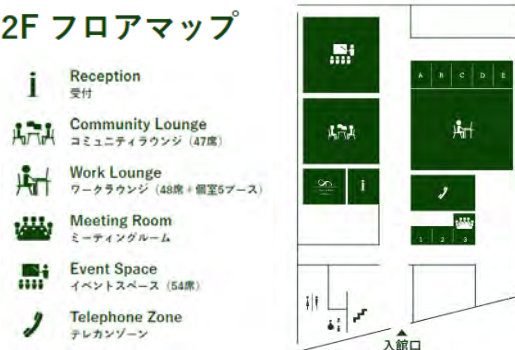 2F フロアマップ
Reception
受付
Community Lounge
コミュニティラウンジ（47席）
Work Lounge
ワークラウンジ（48席＋個室5ブース）
Meeting Room
ミーティングルーム
Event Space
イベントスペース（54席）
Telephone Zone
テレカンゾーン
A B C D E
i
1 2 3
入館口